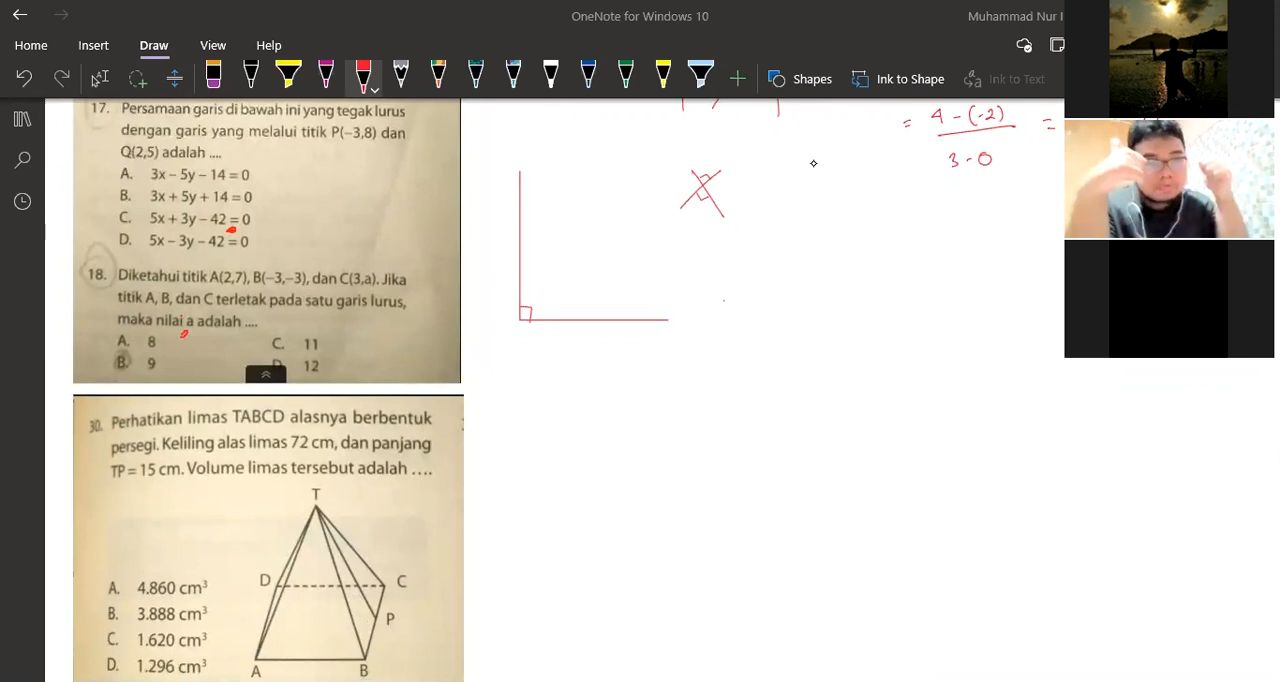 OneNote for Windows 10
Muhammad Nur I
Home Insert Draw View Help
Shapes Ink to Shape Ink to Text
17. Persamaan garis di bawah ini yang tegak lurus
dengan garis yang melalui titik P(−3,8) dan
Q(2,5) adalah ....
A. 3x − 5y − 14 = 0
B. 3x + 5y + 14 = 0
C. 5x + 3y − 42 = 0
D. 5x − 3y − 42 = 0
18. Diketahui titik A(2,7), B(−3,−3), dan C(3,a). Jika
titik A, B, dan C terletak pada satu garis lurus,
maka nilai a adalah ....
A. 8 C. 11
B. 9 D. 12
= 4 - (-2) =
3 - 0
30. Perhatikan limas TABCD alasnya berbentuk
persegi. Keliling alas limas 72 cm, dan panjang
TP = 15 cm. Volume limas tersebut adalah ....
T
D C
P
A B
A. 4.860 cm³
B. 3.888 cm³
C. 1.620 cm³
D. 1.296 cm³